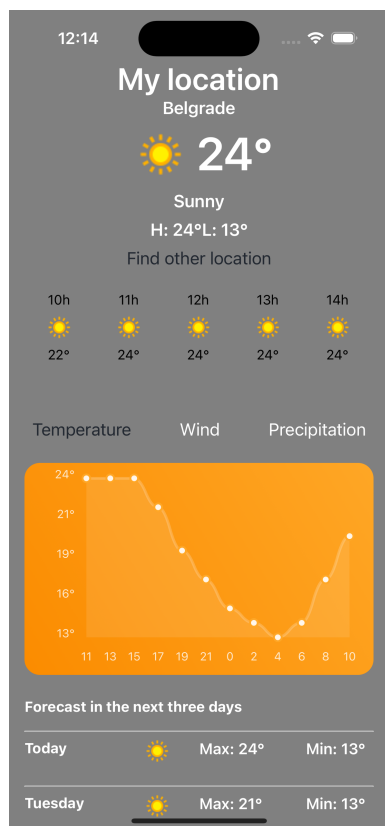 12:14
My location
Belgrade
24°
Sunny
H: 24°L: 13°
Find other location
10h 11h 12h 13h 14h
22° 24° 24° 24° 24°
Temperature Wind Precipitation
24°
21°
19°
16°
13°
11 13 15 17 19 21 0 2 4 6 8 10
Forecast in the next three days
Today Max: 24° Min: 13°
Tuesday Max: 21° Min: 13°